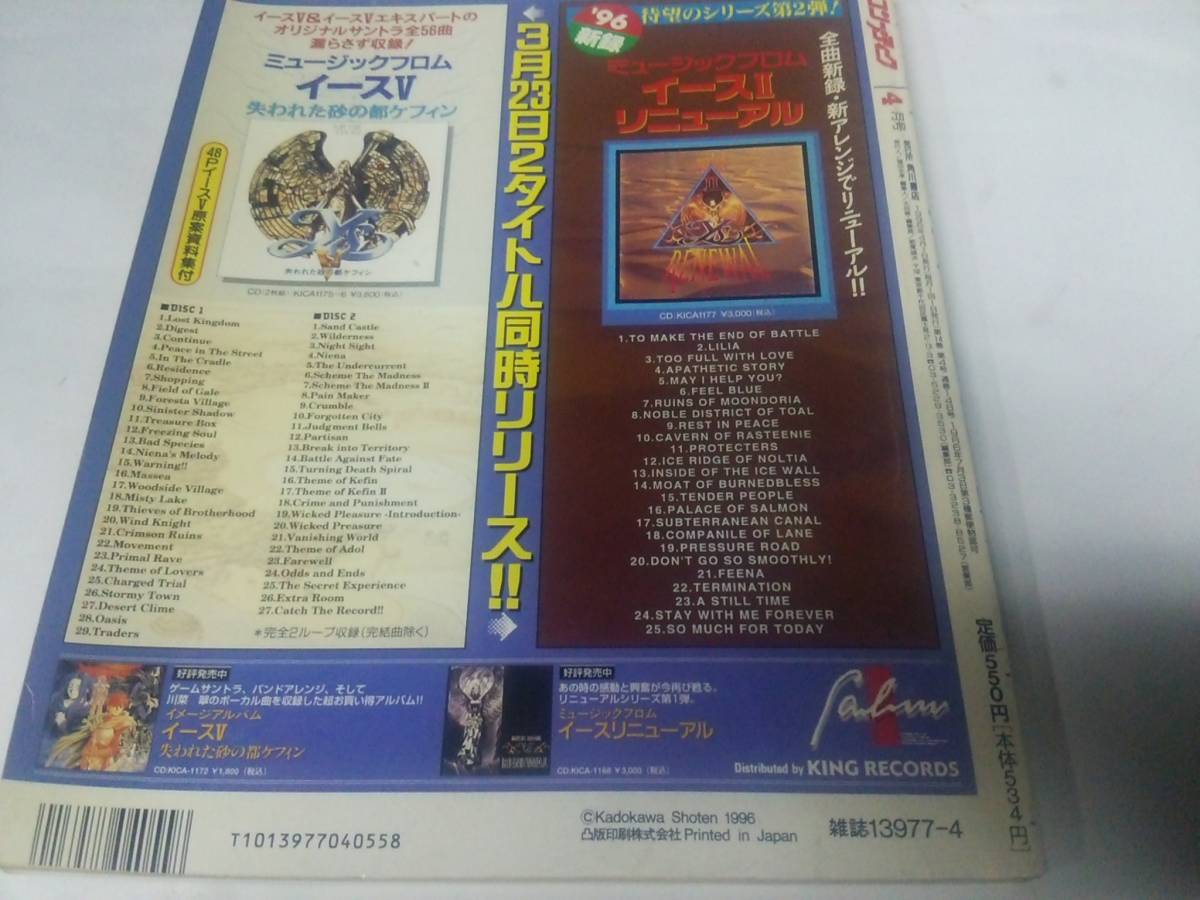 イースV&イースVエキスパートの
オリジナルサントラ全56曲
漏らさず収録!
ミュージックフロム
イースV
失われた砂の都ケフィン
48PイースV原案資料集付
失われた砂の都ケフィン
CD(2枚組):KICA1175~6 ¥3,800(税込)
■DISC 1
1.Lost Kingdom
2.Digest
3.Continue
4.Peace in The Street
5.In The Cradle
6.Residence
7.Shopping
8.Field of Gale
9.Foresta Village
10.Sinister Shadow
11.Treasure Box
12.Freezing Soul
13.Bad Species
14.Niena's Melody
15.Warning!!
16.Massea
17.Woodside Village
18.Misty Lake
19.Thieves of Brotherhood
20.Wind Knight
21.Crimson Ruins
22.Movement
23.Primal Rave
24.Theme of Lovers
25.Charged Trial
26.Stormy Town
27.Desert Clime
28.Oasis
29.Traders
■DISC 2
1.Sand Castle
2.Wilderness
3.Night Sight
4.Niena
5.The Undercurrent
6.Scheme The Madness
7.Scheme The Madness II
8.Pain Maker
9.Crumble
10.Forgotten City
11.Judgment Bells
12.Partisan
13.Break into Territory
14.Battle Against Fate
15.Turning Death Spiral
16.Theme of Kefin
17.Theme of Kefin II
18.Crime and Punishment
19.Wicked Pleasure -Introduction-
20.Wicked Pleasure
21.Vanishing World
22.Theme of Adol
23.Farewell
24.Odds and Ends
25.The Secret Experience
26.Extra Room
27.Catch The Record!!
*完全2ループ収録(完結曲除く)
3月23日2タイトル同時リリース!!
'96
新録
待望のシリーズ第2弾!
ミュージックフロム
イースII
リニューアル
全曲新録・新アレンジでリニューアル!!
II
Ys
RENEWAL
CD:KICA1177 ¥3,000(税込)
1.TO MAKE THE END OF BATTLE
2.LILIA
3.TOO FULL WITH LOVE
4.APATHETIC STORY
5.MAY I HELP YOU?
6.FEEL BLUE
7.RUINS OF MOONDORIA
8.NOBLE DISTRICT OF TOAL
9.REST IN PEACE
10.CAVERN OF RASTEENIE
11.PROTECTERS
12.ICE RIDGE OF NOLTIA
13.INSIDE OF THE ICE WALL
14.MOAT OF BURNEDBLESS
15.TENDER PEOPLE
16.PALACE OF SALMON
17.SUBTERRANEAN CANAL
18.COMPANILE OF LANE
19.PRESSURE ROAD
20.DON'T GO SO SMOOTHLY!
21.FEENA
22.TERMINATION
23.A STILL TIME
24.STAY WITH ME FOREVER
25.SO MUCH FOR TODAY
好評発売中
ゲームサントラ、バンドアレンジ、そして
川菜 翠のボーカル曲を収録した超お買い得アルバム!!
イメージアルバム
イースV
失われた砂の都ケフィン
CD:KICA-1172 ¥1,800(税込)
好評発売中
あの時の感動と興奮が今再び甦る。
リニューアルシリーズ第1弾。
ミュージックフロム
イースリニューアル
CD:KICA-1168 ¥3,000(税込)
Distributed by KING RECORDS
T1013977040558
©Kadokawa Shoten 1996
凸版印刷株式会社 Printed in Japan
雑誌13977-4
定価550円[本体534円]